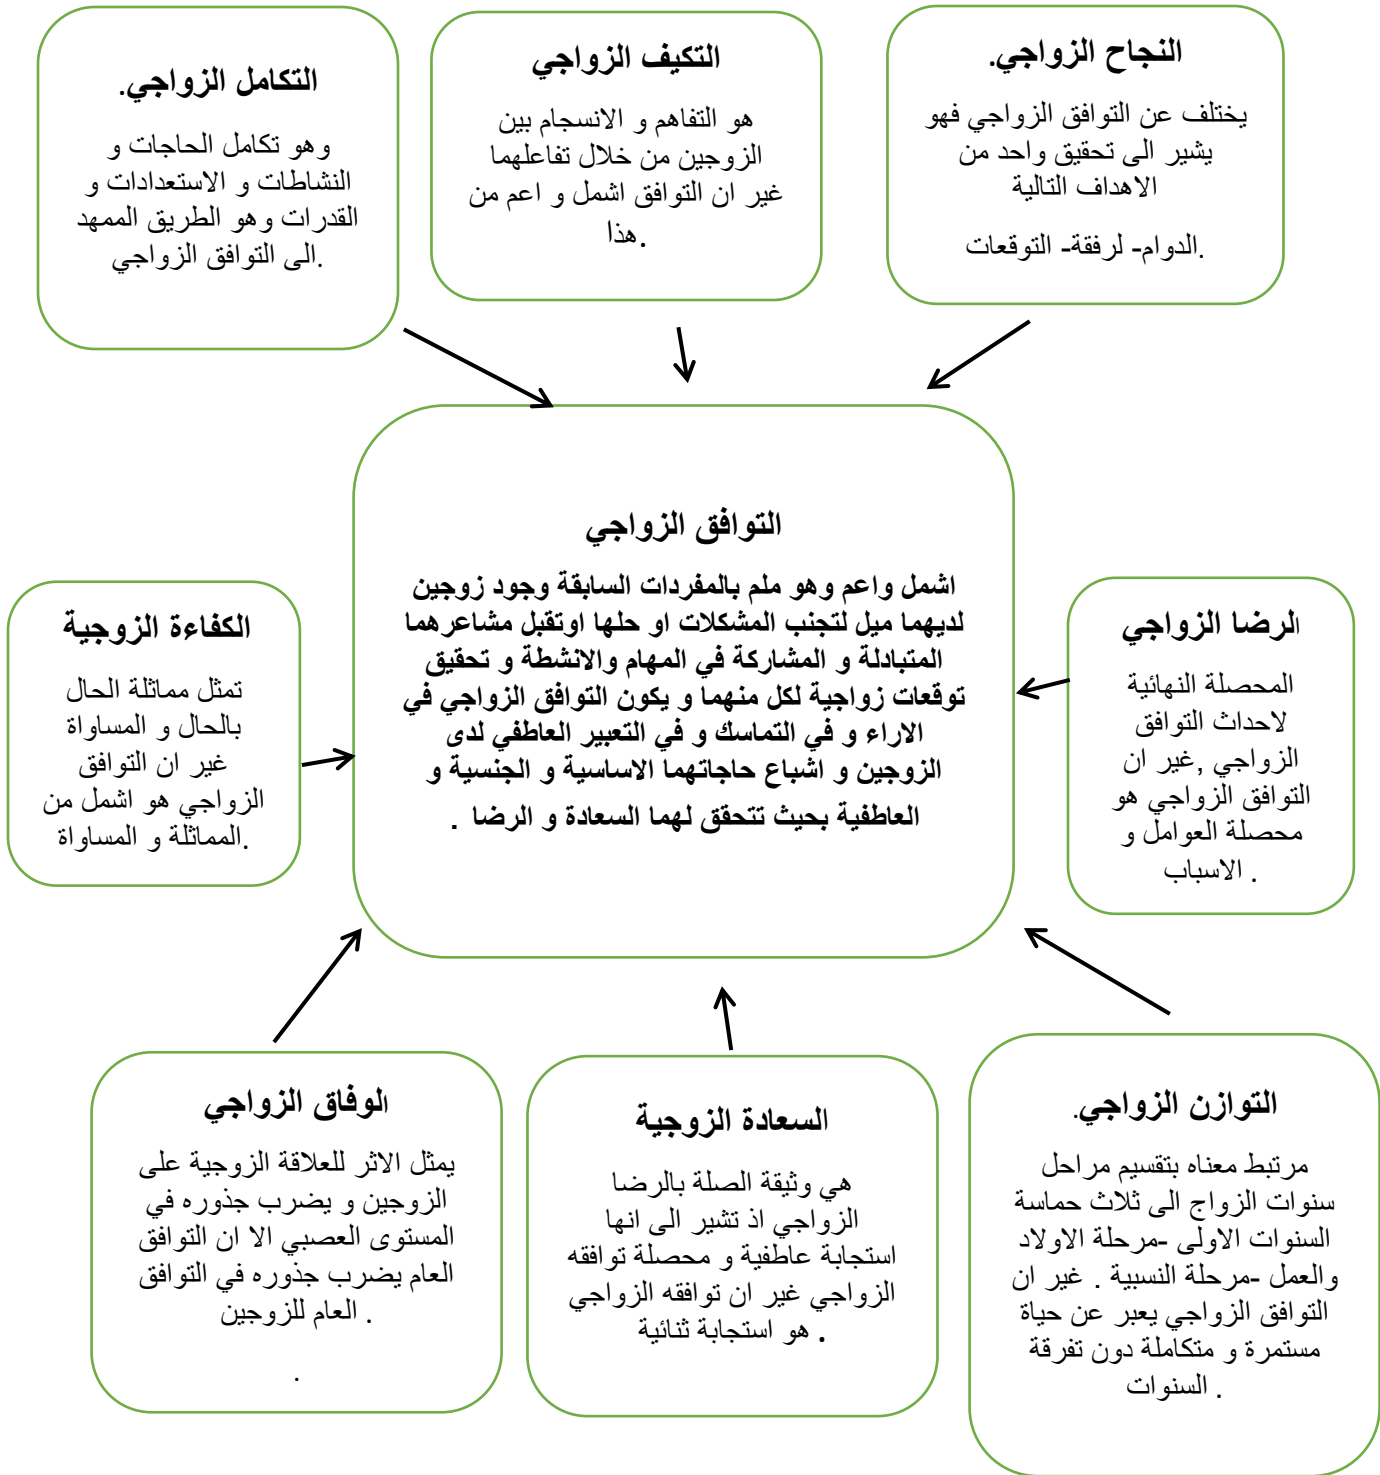 النجاح الزواجي.
يختلف عن التوافق الزواجي فهو
يشير الى تحقيق واحد من
الاهداف التالية
الدوام- لرفقة- التوقعات.
التكيف الزواجي
هو التفاهم و الانسجام بين
الزوجين من خلال تفاعلهما
غير ان التوافق اشمل و اعم من
هذا.
التكامل الزواجي.
وهو تكامل الحاجات و
النشاطات و الاستعدادات و
القدرات وهو الطريق الممهد
الى التوافق الزواجي.
التوافق الزواجي
اشمل واعم وهو ملم بالمفردات السابقة وجود زوجين
لديهما ميل لتجنب المشكلات او حلها اوتقبل مشاعرهما
المتبادلة و المشاركة في المهام والانشطة و تحقيق
توقعات زواجية لكل منهما و يكون التوافق الزواجي في
الاراء و في التماسك و في التعبير العاطفي لدى
الزوجين و اشباع حاجاتهما الاساسية و الجنسية و
العاطفية بحيث تتحقق لهما السعادة و الرضا .
الرضا الزواجي
المحصلة النهائية
لاحداث التوافق
الزواجي ,غير ان
التوافق الزواجي هو
محصلة العوامل و
الاسباب .
الكفاءة الزوجية
تمثل مماثلة الحال
بالحال و المساواة
غير ان التوافق
الزواجي هو اشمل من
المماثلة و المساواة.
التوازن الزواجي.
مرتبط معناه بتقسيم مراحل
سنوات الزواج الى ثلاث حماسة
السنوات الاولى -مرحلة الاولاد
والعمل -مرحلة النسبية . غير ان
التوافق الزواجي يعبر عن حياة
مستمرة و متكاملة دون تفرقة
السنوات .
السعادة الزوجية
هي وثيقة الصلة بالرضا
الزواجي اذ تشير الى انها
استجابة عاطفية و محصلة توافقه
الزواجي غير ان توافقه الزواجي
هو استجابة ثنائية .
الوفاق الزواجي
يمثل الاثر للعلاقة الزوجية على
الزوجين و يضرب جذوره في
المستوى العصبي الا ان التوافق
العام يضرب جذوره في التوافق
العام للزوجين .
.